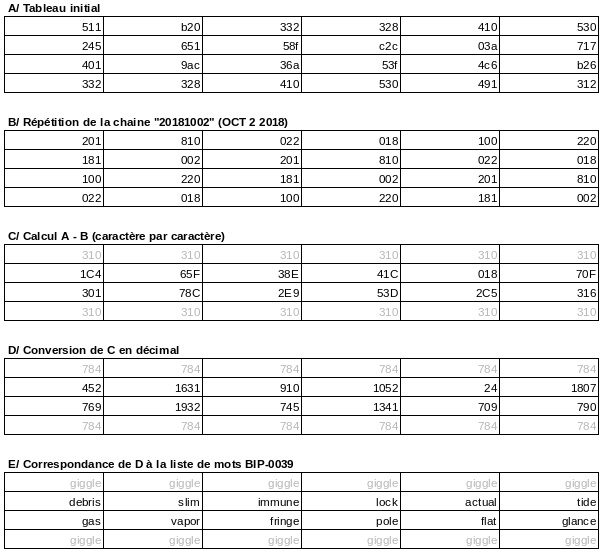 A/ Tableau initial
511 b20 332 328 410 530
245 651 58f c2c 03a 717
401 9ac 36a 53f 4c6 b26
332 328 410 530 491 312
B/ Répétition de la chaine "20181002" (OCT 2 2018)
201 810 022 018 100 220
181 002 201 810 022 018
100 220 181 002 201 810
022 018 100 220 181 002
C/ Calcul A - B (caractère par caractère)
310 310 310 310 310 310
1C4 65F 38E 41C 018 70F
301 78C 2E9 53D 2C5 316
310 310 310 310 310 310
D/ Conversion de C en décimal
784 784 784 784 784 784
452 1631 910 1052 24 1807
769 1932 745 1341 709 790
784 784 784 784 784 784
E/ Correspondance de D à la liste de mots BIP-0039
giggle giggle giggle giggle giggle giggle
debris slim immune lock actual tide
gas vapor fringe pole flat glance
giggle giggle giggle giggle giggle giggle